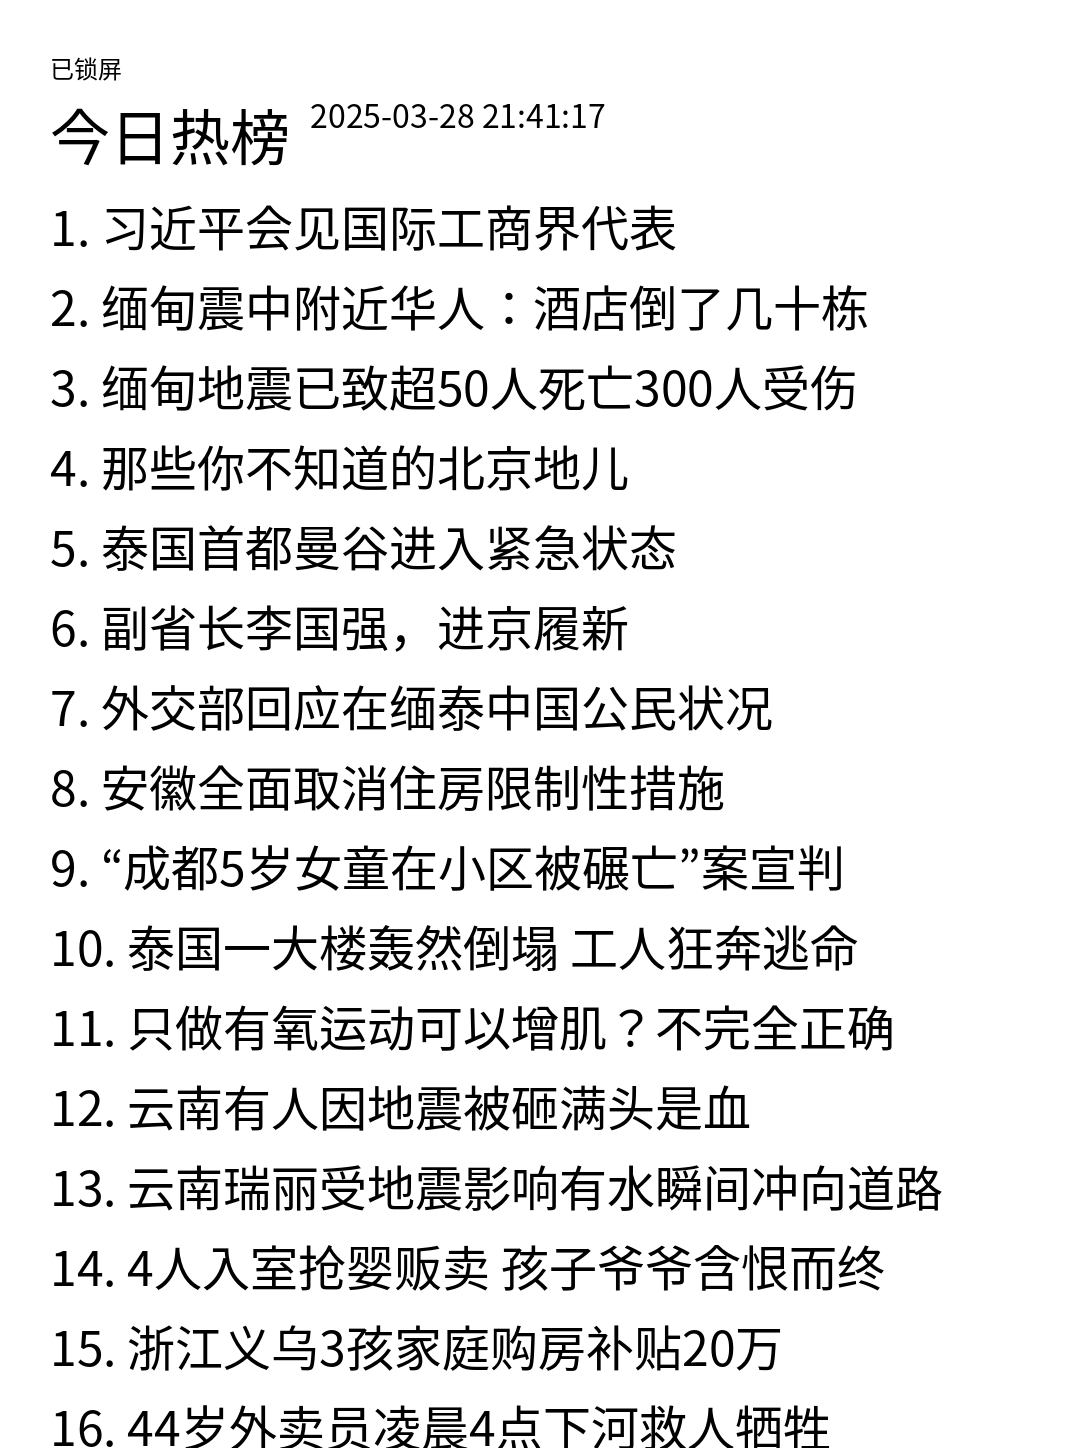 已锁屏
今日热榜 2025-03-28 21:41:17
1. 习近平会见国际工商界代表
2. 缅甸震中附近华人：酒店倒了几十栋
3. 缅甸地震已致超50人死亡300人受伤
4. 那些你不知道的北京地儿
5. 泰国首都曼谷进入紧急状态
6. 副省长李国强，进京履新
7. 外交部回应在缅泰中国公民状况
8. 安徽全面取消住房限制性措施
9. “成都5岁女童在小区被碾亡”案宣判
10. 泰国一大楼轰然倒塌 工人狂奔逃命
11. 只做有氧运动可以增肌？不完全正确
12. 云南有人因地震被砸满头是血
13. 云南瑞丽受地震影响有水瞬间冲向道路
14. 4人入室抢婴贩卖 孩子爷爷含恨而终
15. 浙江义乌3孩家庭购房补贴20万
16. 44岁外卖员凌晨4点下河救人牺牲